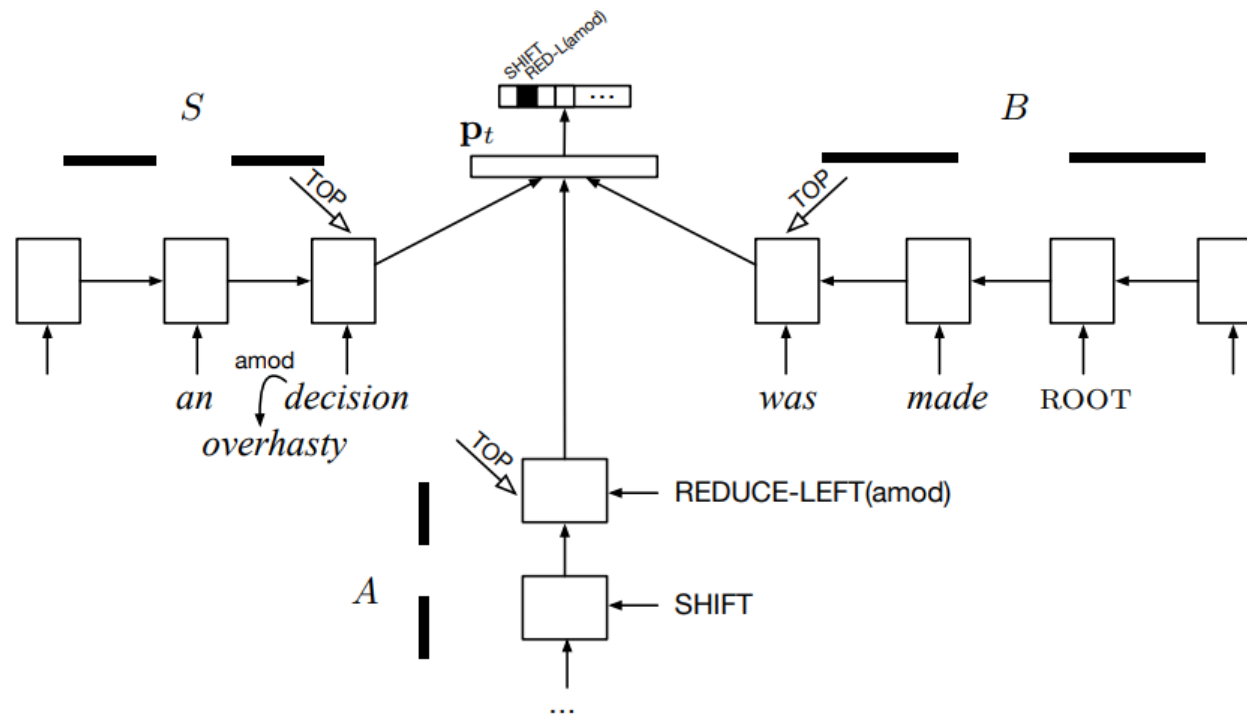 SHIFT
RED-L(amod)
...
S
p_t
B
TOP
TOP
amod
an
decision
overhasty
was
made
ROOT
TOP
REDUCE-LEFT(amod)
A
SHIFT
...